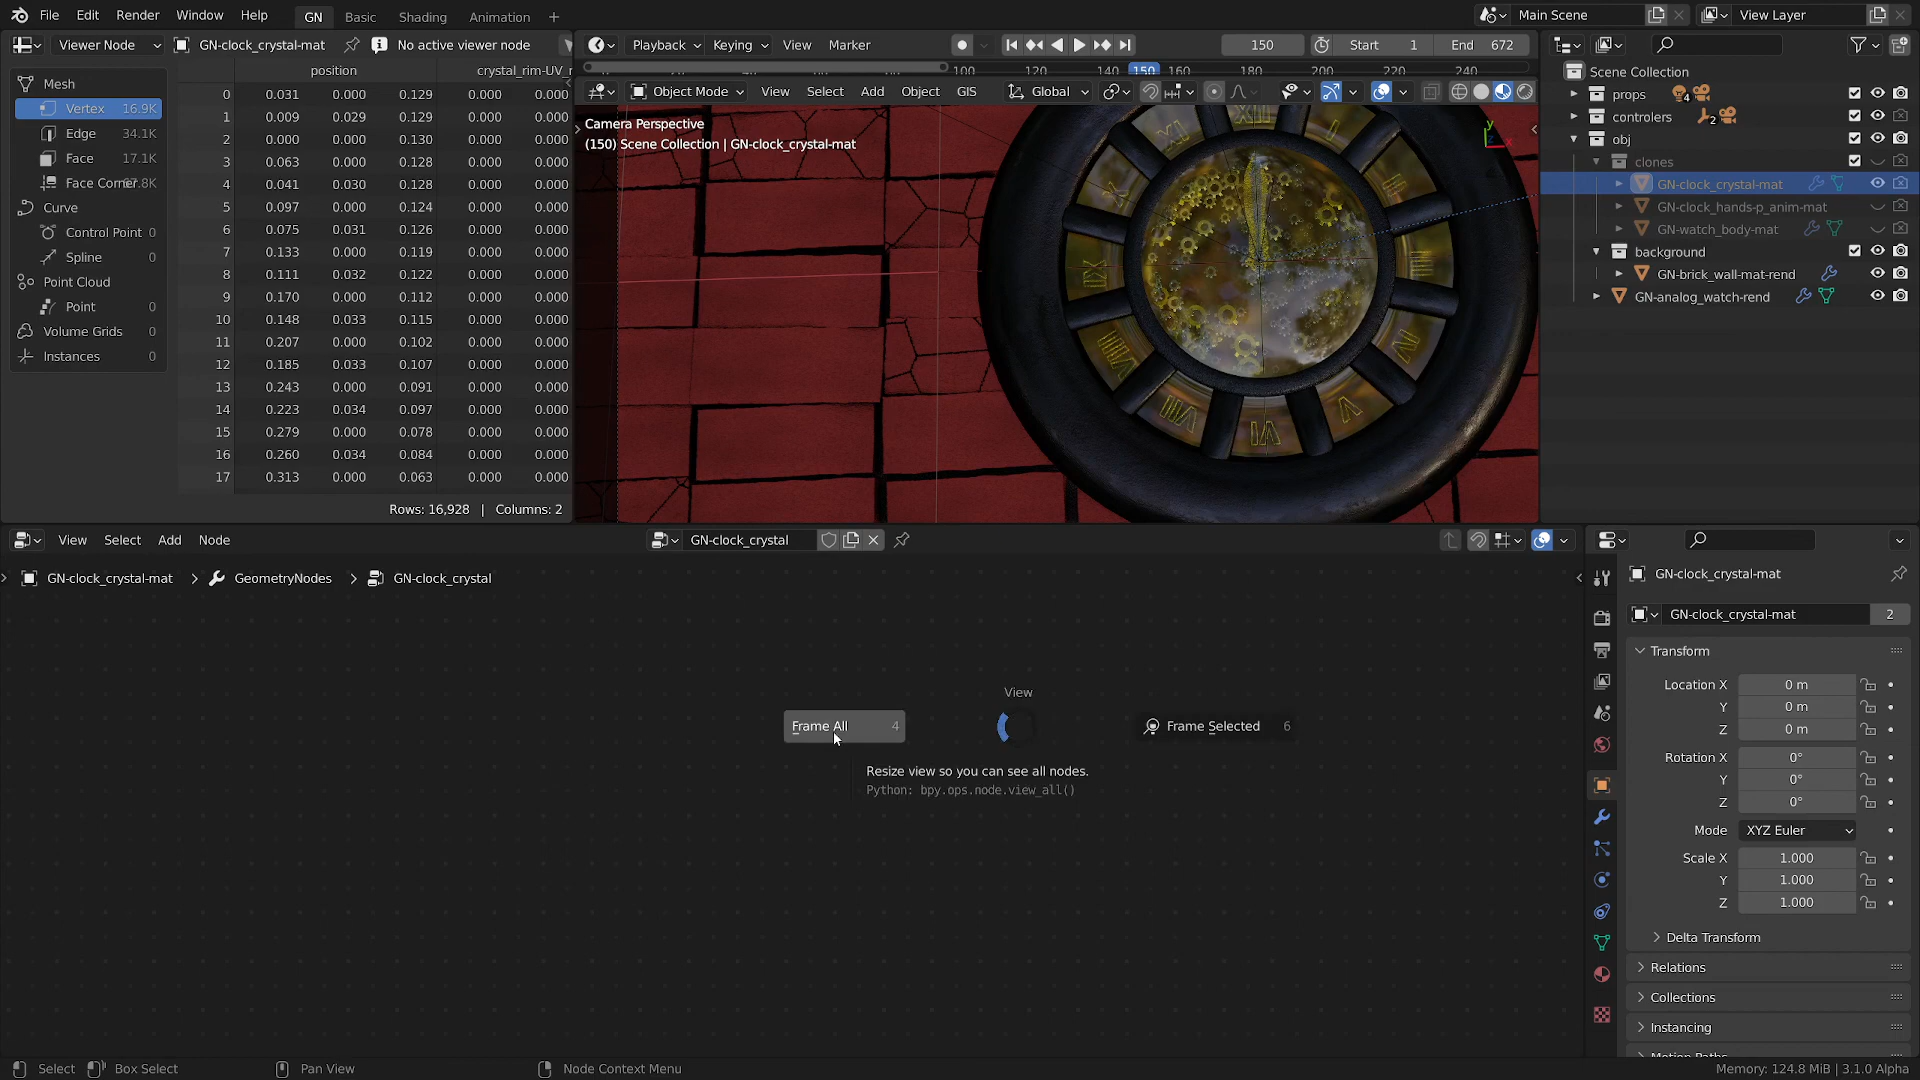 File Edit Render Window Help GN Basic Shading Animation + Main Scene View Layer
Viewer Node GN-clock_crystal-mat No active viewer node
Playback Keying View Marker 150 Start 1 End 672
position crystal_rim-UV_r
100 120 140 150 160 180 200 220 240
Object Mode View Select Add Object GIS Global
Camera Perspective
(150) Scene Collection | GN-clock_crystal-mat
Mesh
Vertex 16.9K
Edge 34.1K
Face 17.1K
Face Corner 67.8K
Curve
Control Point 0
Spline 0
Point Cloud
Point 0
Volume Grids 0
Instances 0
0 0.031 0.000 0.129 0.000 0.000
1 0.009 0.029 0.129 0.000 0.000
2 0.000 0.000 0.130 0.000 0.000
3 0.063 0.000 0.128 0.000 0.000
4 0.041 0.030 0.128 0.000 0.000
5 0.097 0.000 0.124 0.000 0.000
6 0.075 0.031 0.126 0.000 0.000
7 0.133 0.000 0.119 0.000 0.000
8 0.111 0.032 0.122 0.000 0.000
9 0.170 0.000 0.112 0.000 0.000
10 0.148 0.033 0.115 0.000 0.000
11 0.207 0.000 0.102 0.000 0.000
12 0.185 0.033 0.107 0.000 0.000
13 0.243 0.000 0.091 0.000 0.000
14 0.223 0.034 0.097 0.000 0.000
15 0.279 0.000 0.078 0.000 0.000
16 0.260 0.034 0.084 0.000 0.000
17 0.313 0.000 0.063 0.000 0.000
Rows: 16,928 | Columns: 2
XII I II III IV V VI VII VIII IX XI
Scene Collection
props 4
controlers 2
obj
clones
GN-clock_crystal-mat
GN-clock_hands-p_anim-mat
GN-watch_body-mat
background
GN-brick_wall-mat-rend
GN-analog_watch-rend
View Select Add Node GN-clock_crystal
GN-clock_crystal-mat > GeometryNodes > GN-clock_crystal
View
Frame All 4
Frame Selected 6
Resize view so you can see all nodes.
Python: bpy.ops.node.view_all()
GN-clock_crystal-mat
GN-clock_crystal-mat 2
Transform
Location X 0 m
Y 0 m
Z 0 m
Rotation X 0°
Y 0°
Z 0°
Mode XYZ Euler
Scale X 1.000
Y 1.000
Z 1.000
Delta Transform
Relations
Collections
Instancing
Select Box Select Pan View Node Context Menu Memory: 124.8 MiB | 3.1.0 Alpha